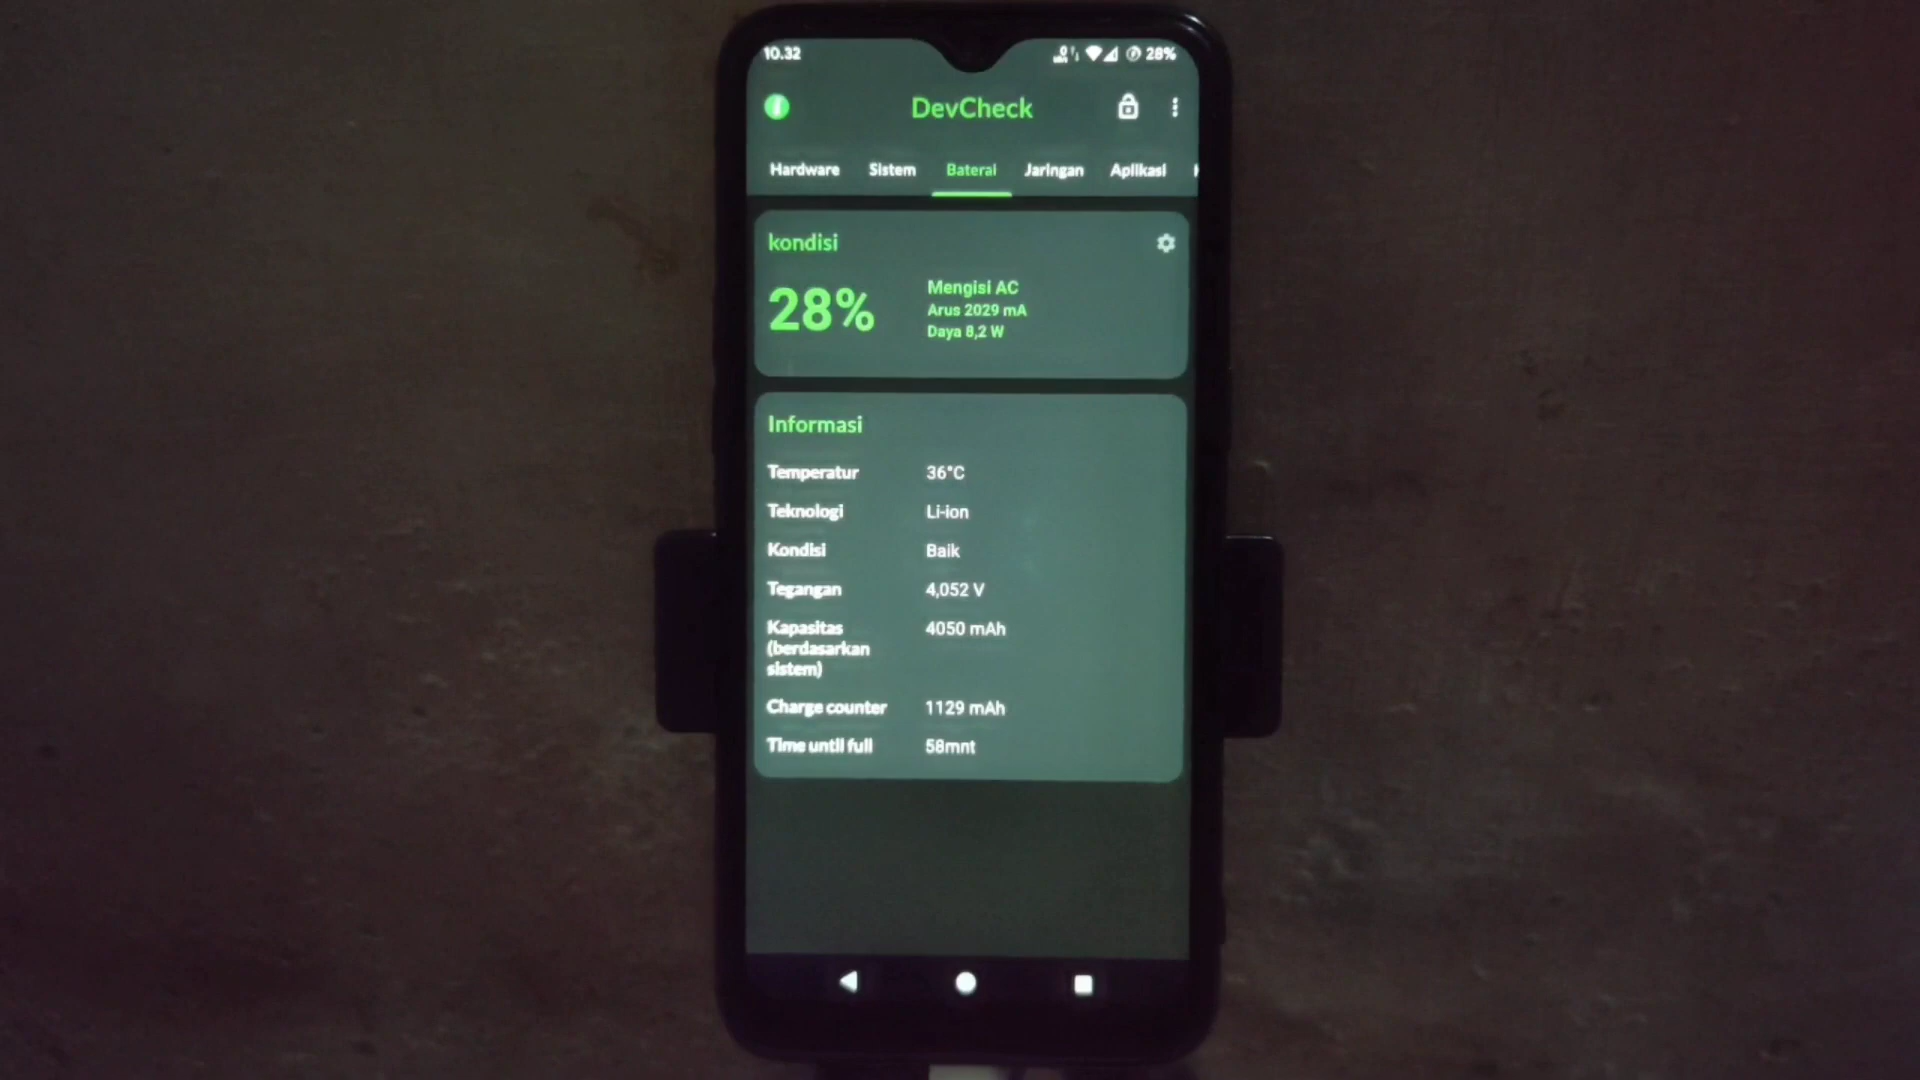 10.32
28%
DevCheck
Hardware Sistem Baterai Jaringan Aplikasi
kondisi
28%
Mengisi AC
Arus 2029 mA
Daya 8,2 W
Informasi
Temperatur 36°C
Teknologi Li-ion
Kondisi Baik
Tegangan 4,052 V
Kapasitas 4050 mAh
(berdasarkan
sistem)
Charge counter 1129 mAh
Time until full 58mnt